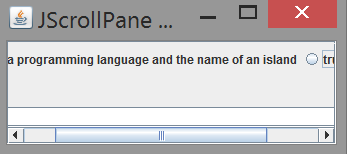 JScrollPane ...
a programming language and the name of an island